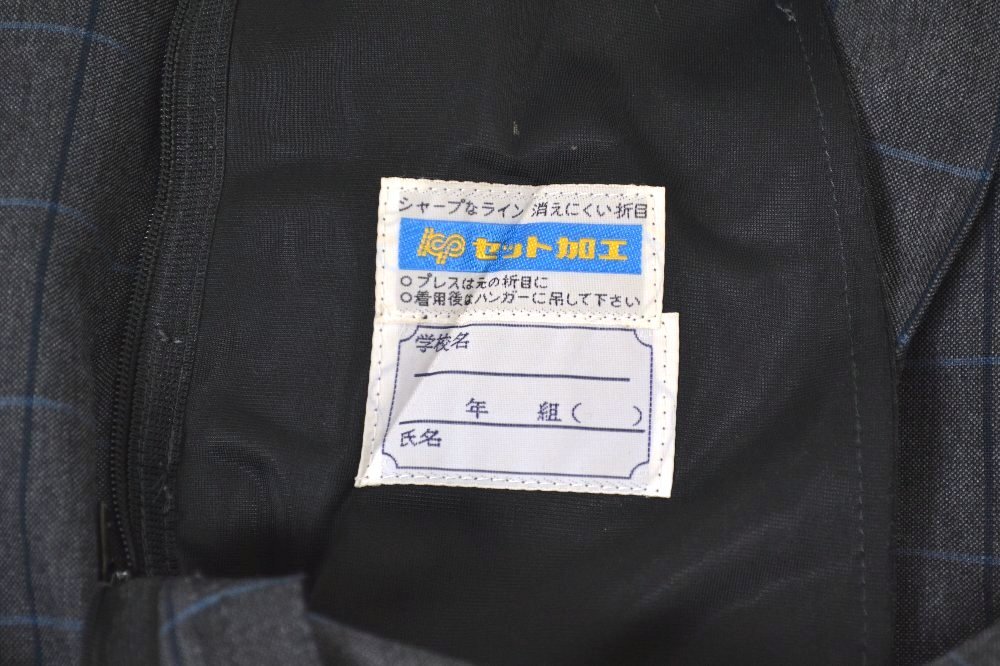 シャープなライン 消えにくい折目
icp セット加工
○プレスは元の折目に
○着用後はハンガーに吊して下さい
学校名
年 組( )
氏名